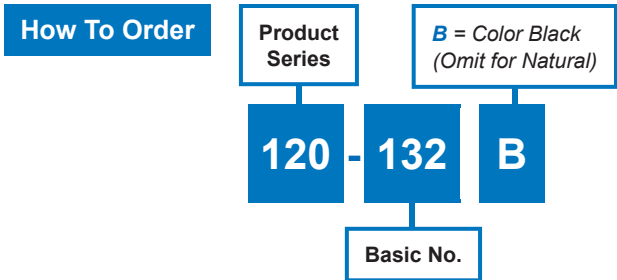 How To Order
Product
Series
B = Color Black
(Omit for Natural)
120 - 132 B
Basic No.